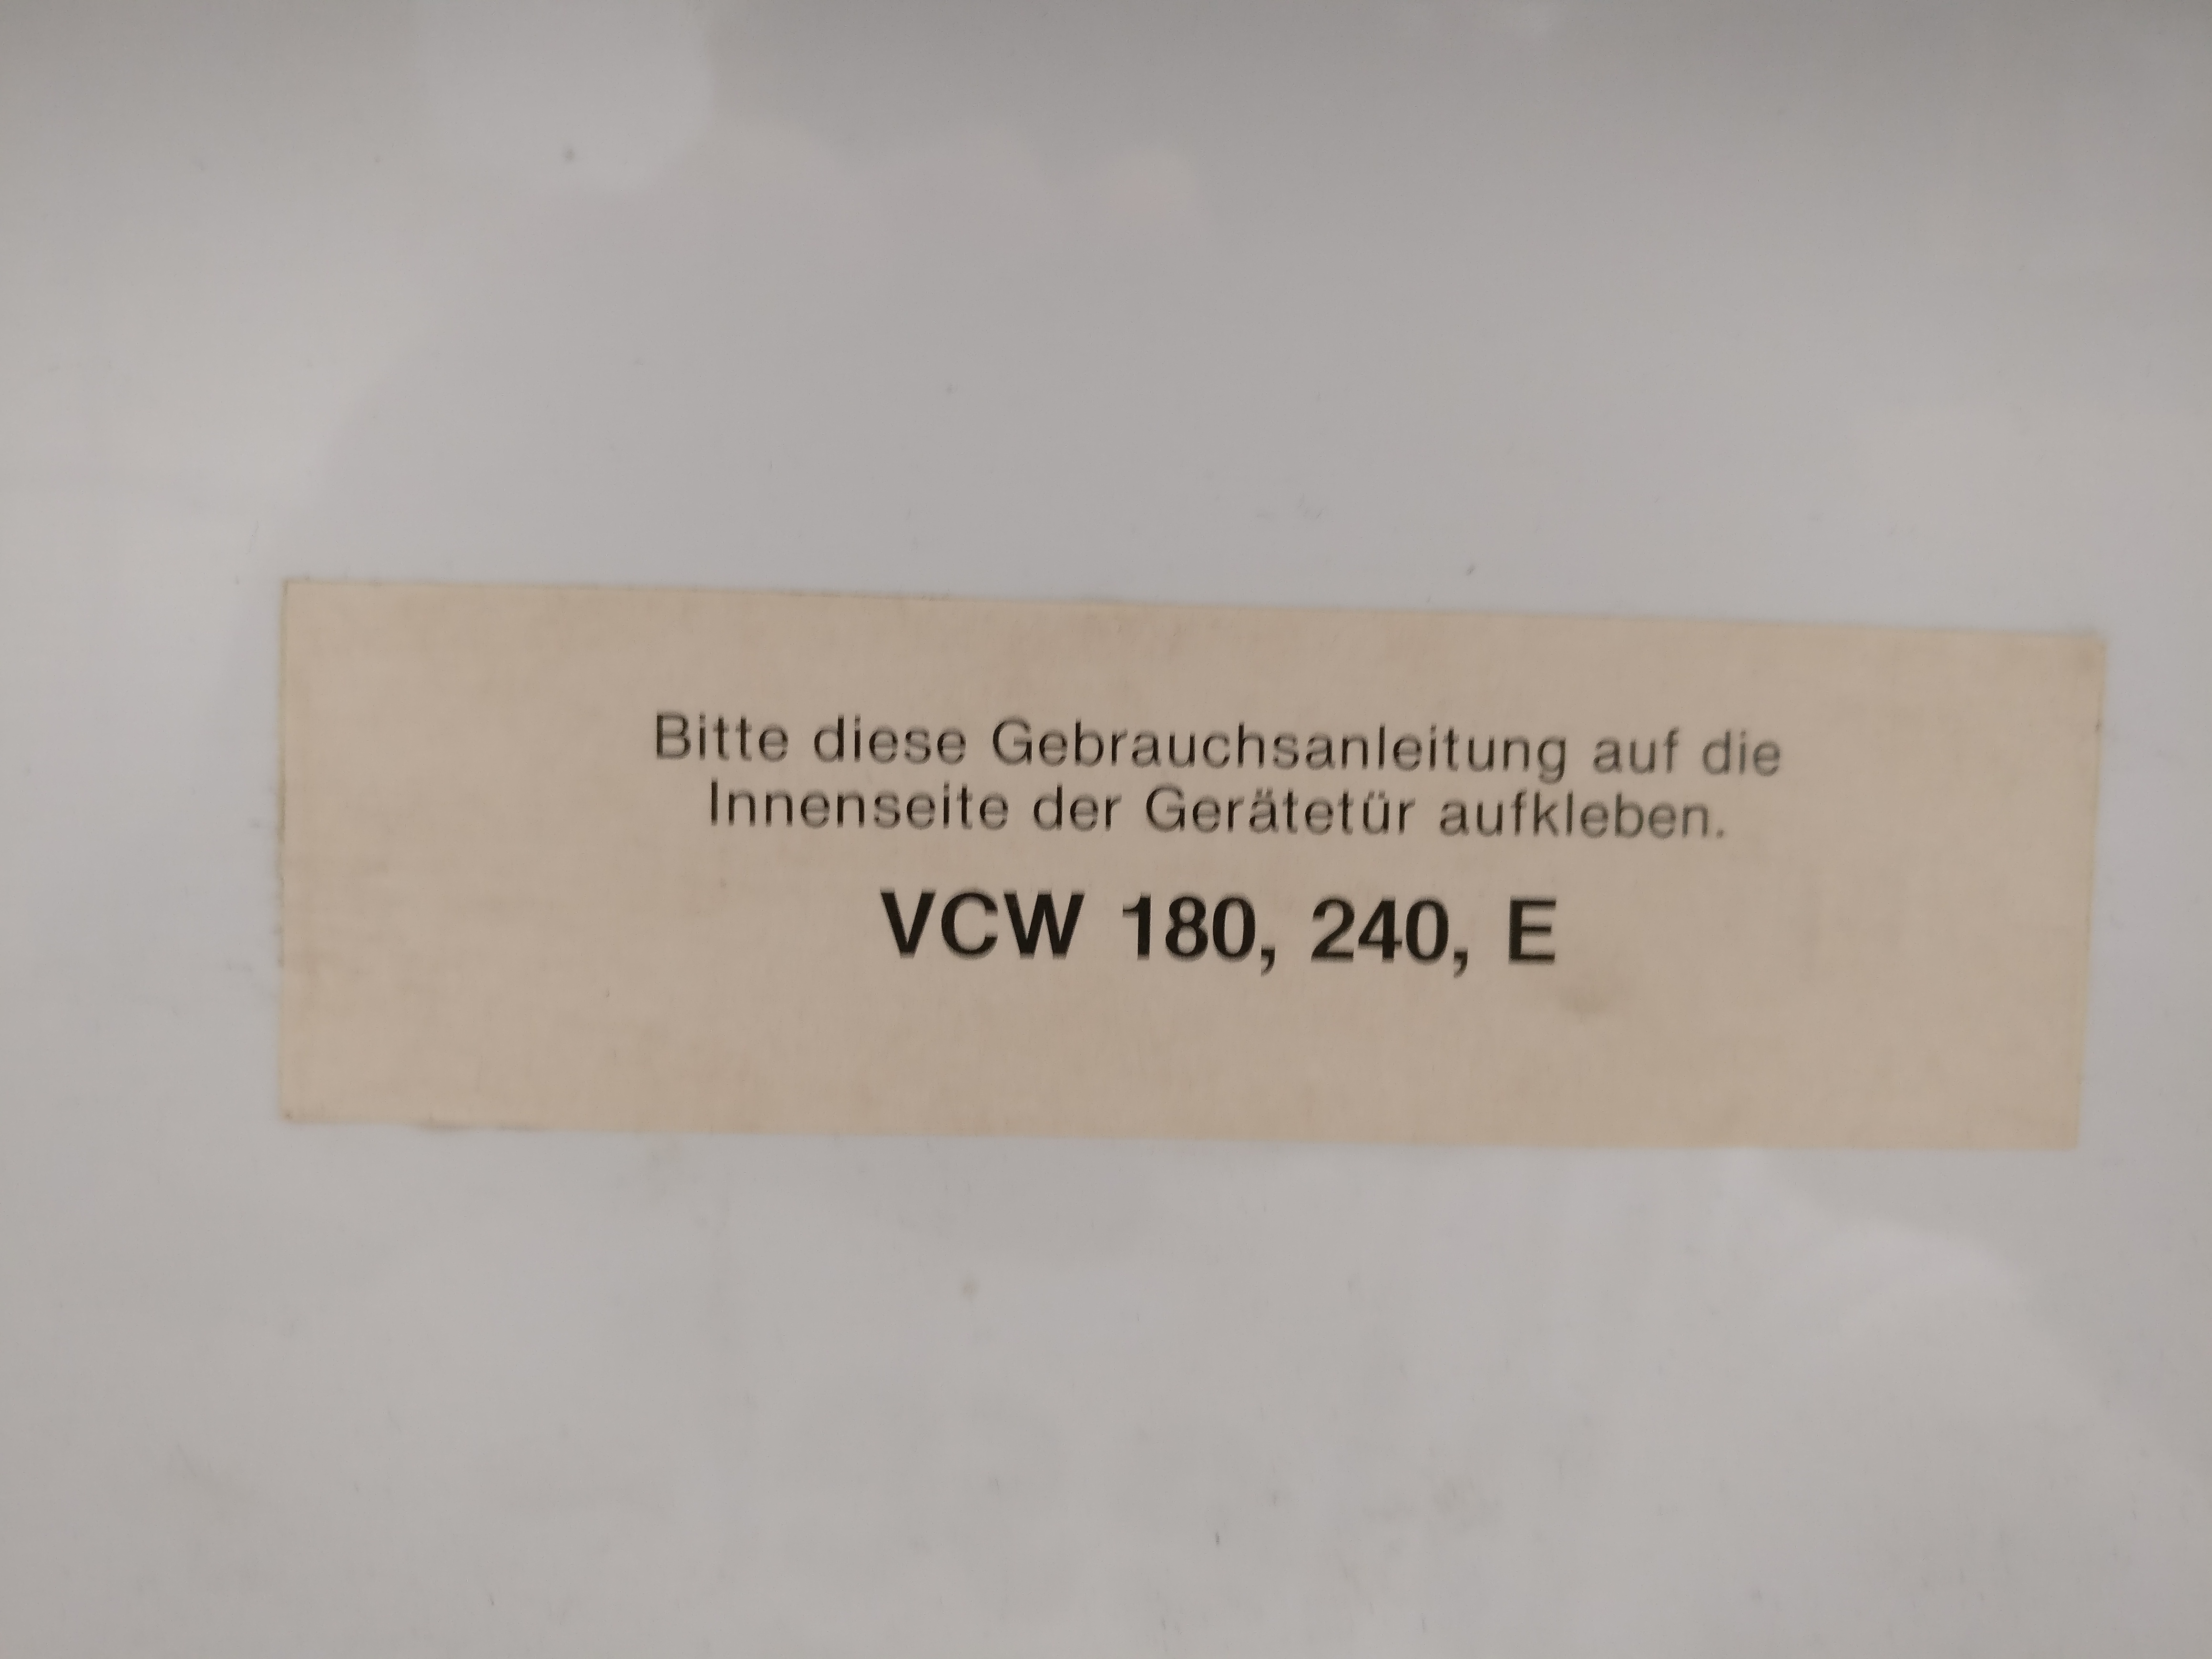 Bitte diese Gebrauchsanleitung auf die
Innenseite der Gerätetür aufkleben.
VCW 180, 240, E